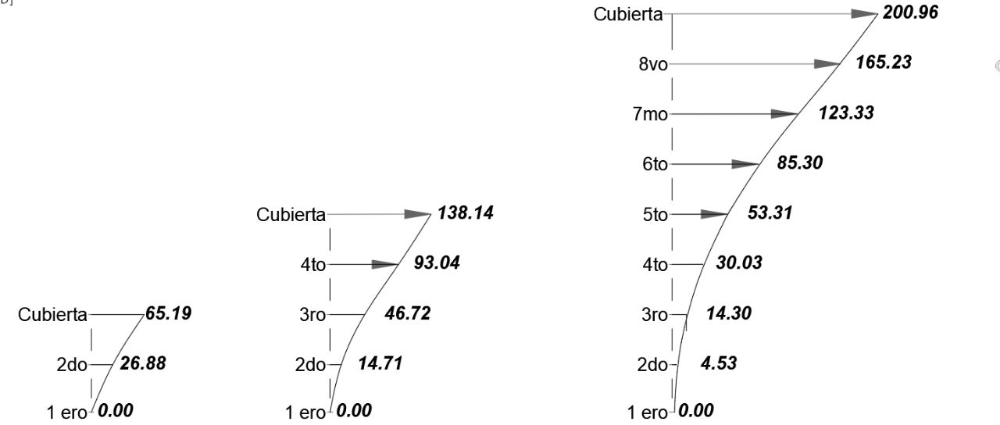 D]
Cubierta 200.96
8vo 165.23
7mo 123.33
6to 85.30
Cubierta 138.14 5to 53.31
4to 93.04 4to 30.03
Cubierta 65.19 3ro 46.72 3ro 14.30
2do 26.88 2do 14.71 2do 4.53
1 ero 0.00 1 ero 0.00 1 ero 0.00